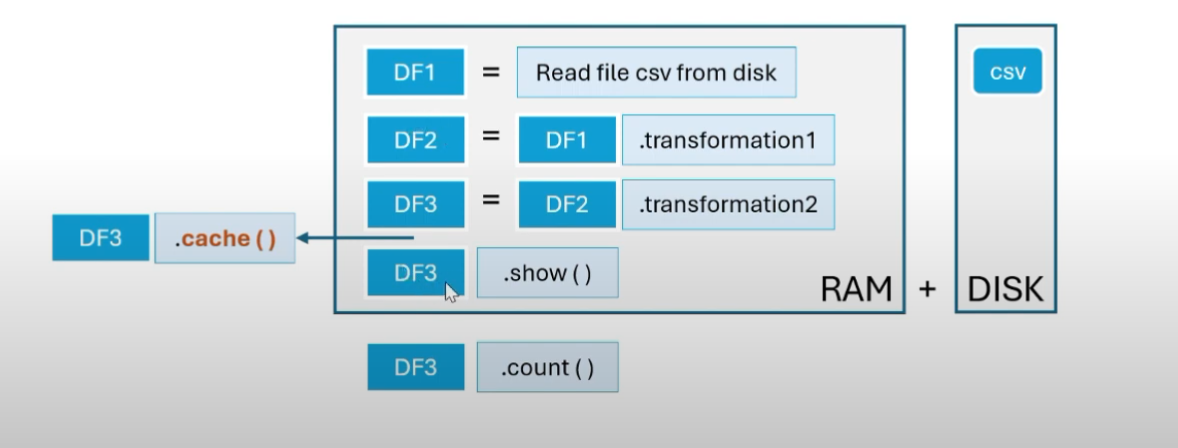 DF1 = Read file csv from disk
csv
DF2 = DF1 .transformation1
DF3 = DF2 .transformation2
DF3 .cache ( )
DF3 .show ( )
RAM + DISK
DF3 .count ( )